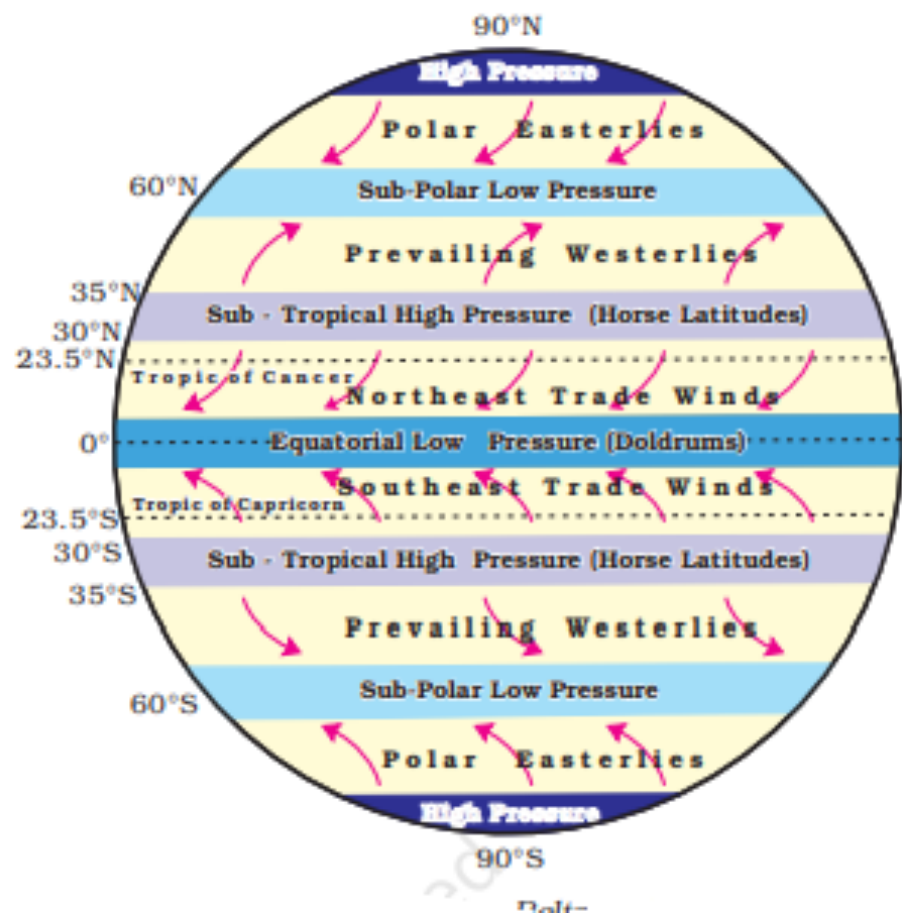 90°N
High Pressure
Polar Easterlies
60°N
Sub-Polar Low Pressure
Prevailing Westerlies
35°N
Sub - Tropical High Pressure (Horse Latitudes)
30°N
23.5°N
Tropic of Cancer
Northeast Trade Winds
0°
Equatorial Low Pressure (Doldrums)
Southeast Trade Winds
Tropic of Capricorn
23.5°S
30°S
Sub - Tropical High Pressure (Horse Latitudes)
35°S
Prevailing Westerlies
60°S
Sub-Polar Low Pressure
Polar Easterlies
High Pressure
90°S